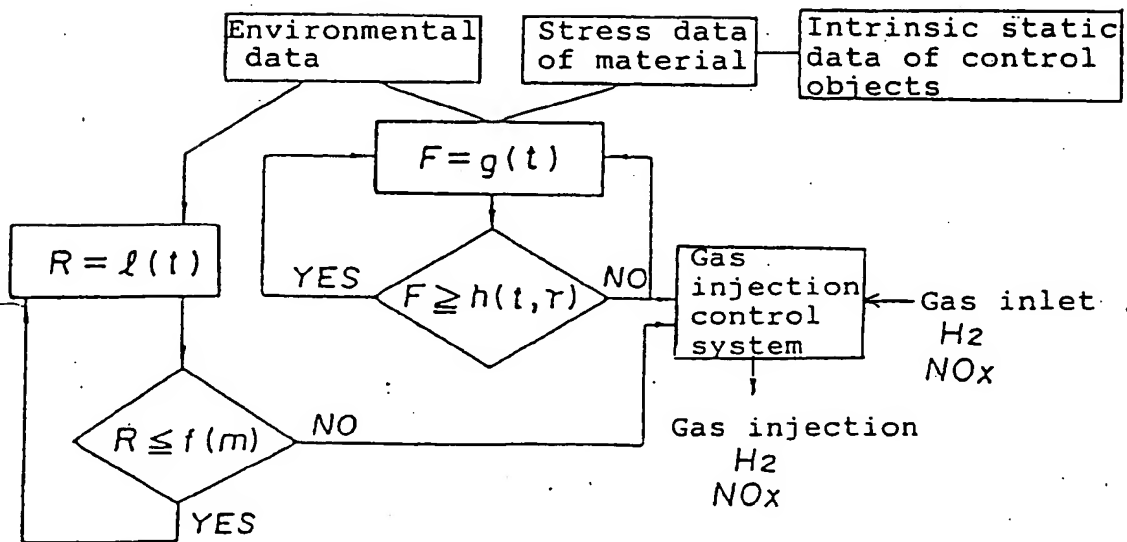 Environmental
data
Stress data
of material
Intrinsic static
data of control
objects
F = g(t)
R = ℓ(t)
YES
F ≧ h(t, r)
NO
Gas
injection
control
system
Gas inlet
H2
NOx
R ≦ f(m)
NO
Gas injection
H2
NOx
YES